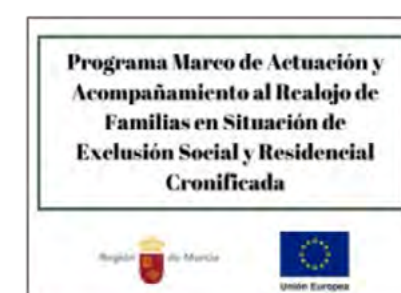 Programa Marco de Actuación y
Acompañamiento al Realojo de
Familias en Situación de
Exclusión Social y Residencial
Cronificada
Región de Murcia
Unión Europea